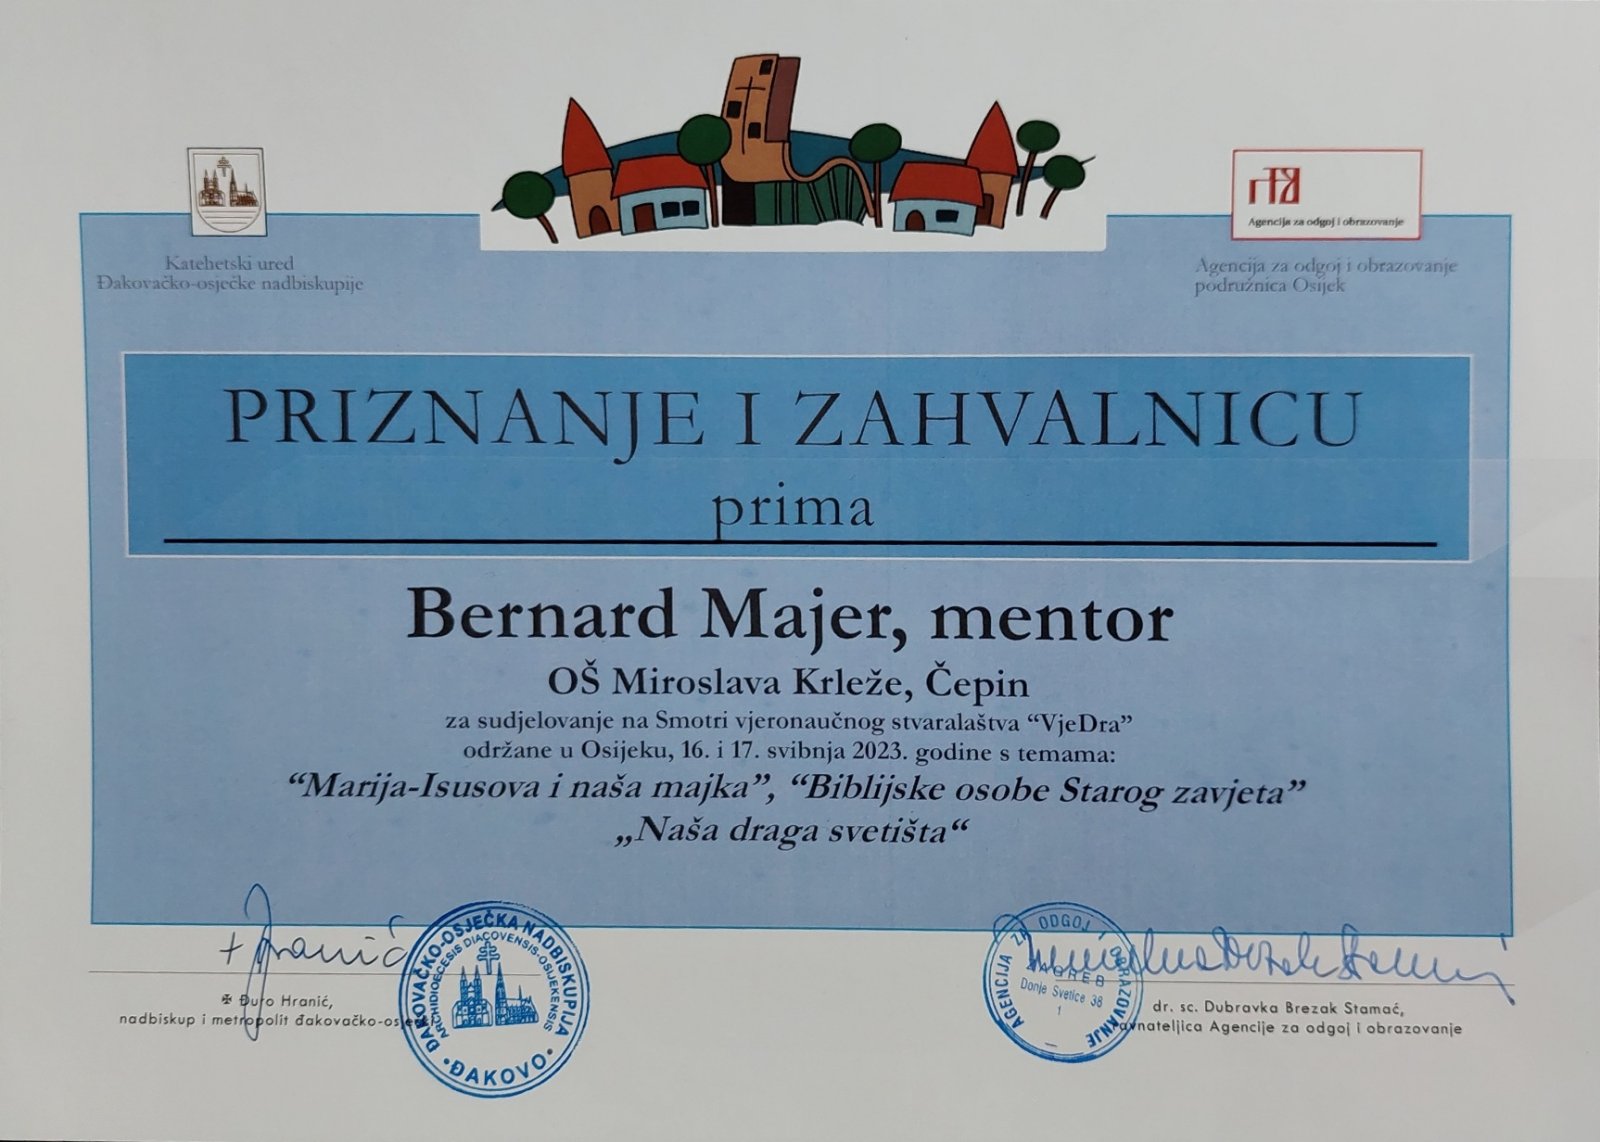 Agencija za odgoj i obrazovanje
Katehetski ured
Đakovačko-osječke nadbiskupije
Agencija za odgoj i obrazovanje
podružnica Osijek
PRIZNANJE I ZAHVALNICU
prima
Bernard Majer, mentor
OŠ Miroslava Krleže, Čepin
za sudjelovanje na Smotri vjeronaučnog stvaralaštva “VjeDra”
održane u Osijeku, 16. i 17. svibnja 2023. godine s temama:
“Marija-Isusova i naša majka”, “Biblijske osobe Starog zavjeta”
„Naša draga svetišta“
+ Hranić
✠ Đuro Hranić,
nadbiskup i metropolit đakovačko-osječki
ĐAKOVAČKO-OSJEČKA NADBISKUPIJA
ARCHIDIOECESIS DIACOVENSIS-OSIJEKENSIS
• ĐAKOVO •
AGENCIJA ZA ODGOJ I OBRAZOVANJE
ZAGREB
Donje Svetice 38
1
dr. sc. Dubravka Brezak Stamać,
ravnateljica Agencije za odgoj i obrazovanje